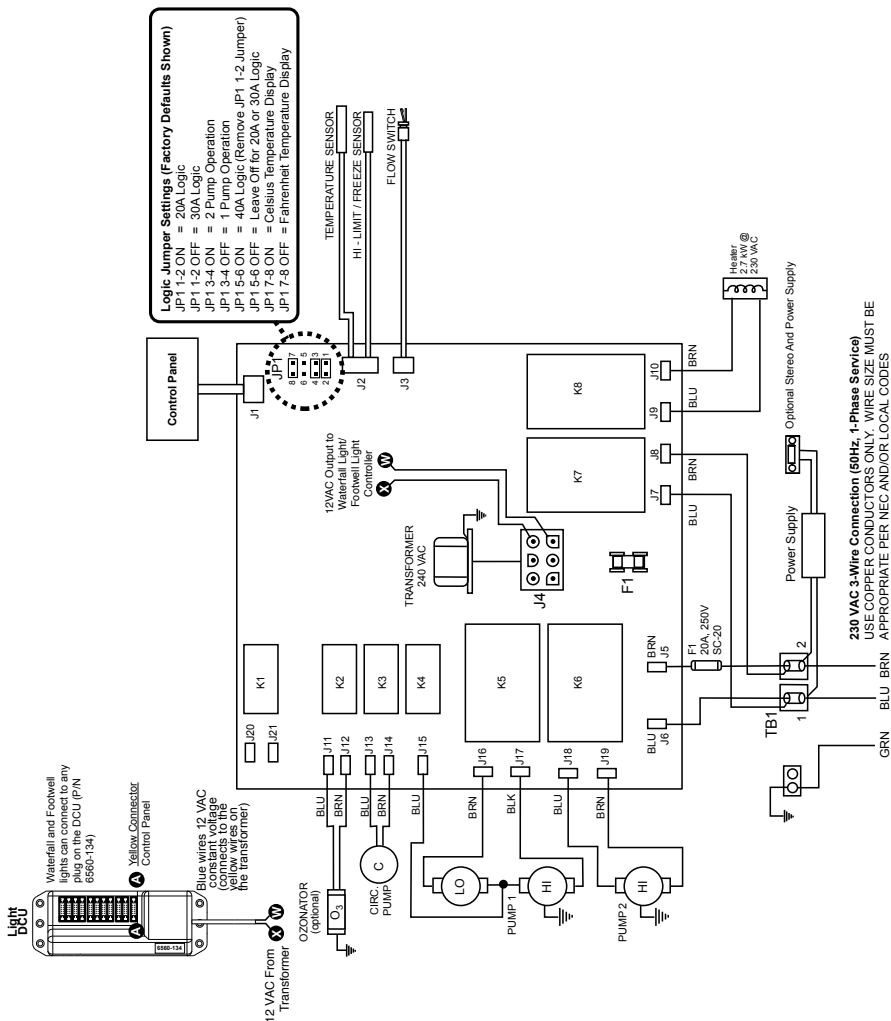 Light
DCU
Waterfall and Footwell
lights can connect to any
plug on the DCU (P/N
6560-134)
A
Yellow Connector
Control Panel
A
6560-134
Blue wires 12 VAC
constant voltage
(connects to the
yellow wires on
the transformer)
X
W
12 VAC From
Transformer
Control Panel
Logic Jumper Settings (Factory Defaults Shown)
JP1 1-2 ON = 20A Logic
JP1 1-2 OFF = 30A Logic
JP1 3-4 ON = 2 Pump Operation
JP1 3-4 OFF = 1 Pump Operation
JP1 5-6 ON = 40A Logic (Remove JP1 1-2 Jumper)
JP1 5-6 OFF = Leave Off for 20A or 30A Logic
JP1 7-8 ON = Celsius Temperature Display
JP1 7-8 OFF = Fahrenheit Temperature Display
J1
JP1
8 7
6 5
4 3
2 1
J2
J3
TEMPERATURE SENSOR
HI - LIMIT / FREEZE SENSOR
FLOW SWITCH
12VAC Output to
Waterfall Light/
Footwell Light
Controller
X
W
TRANSFORMER
240 VAC
J4
F1
J20
J21
K1
K2
K3
K4
K5
K6
K7
K8
J11
J12
J13
J14
J15
J16
J17
J18
J19
BLU
BRN
BLU
BRN
BLU
BRN
BLK
BLU
BRN
OZONATOR
(optional)
O3
CIRC.
PUMP
C
LO
PUMP 1
HI
PUMP 2
HI
BLU
J6
BRN
J5
F1
20A, 250V
SC-20
J7
J8
J9
J10
BLU
BRN
BLU
BRN
Heater
2.7 kW @
230 VAC
TB1
1
2
Power Supply
Optional Stereo And Power Supply
GRN
BLU
BRN
230 VAC 3-Wire Connection (50Hz, 1-Phase Service)
USE COPPER CONDUCTORS ONLY. WIRE SIZE MUST BE
APPROPRIATE PER NEC AND/OR LOCAL CODES